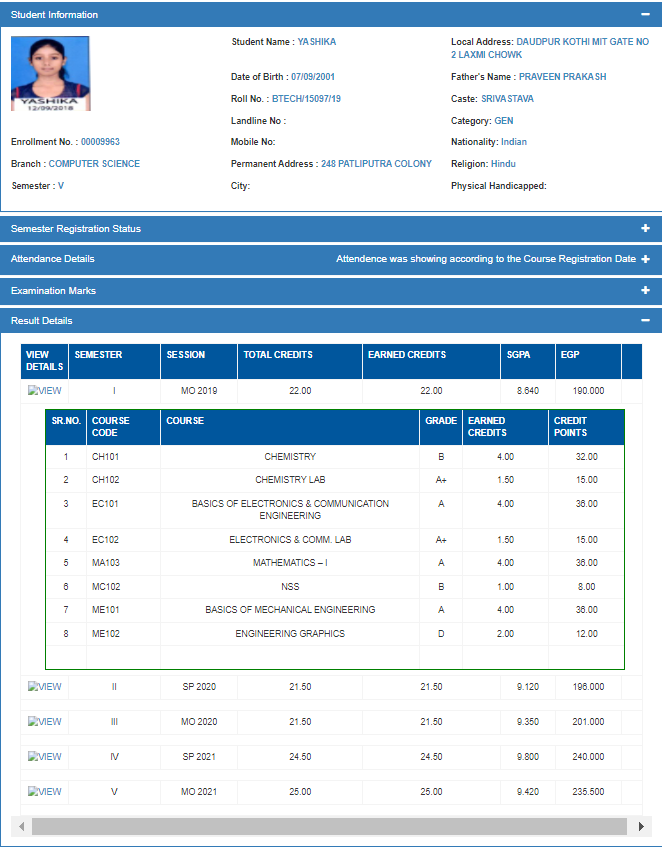 Student Information −
YASHIKA
12/09/2018
Student Name : YASHIKA
Local Address: DAUDPUR KOTHI MIT GATE NO
2 LAXMI CHOWK
Date of Birth : 07/09/2001
Father's Name : PRAVEEN PRAKASH
Roll No. : BTECH/15097/19
Caste: SRIVASTAVA
Landline No :
Category: GEN
Enrollment No. : 00009963
Mobile No:
Nationality: Indian
Branch : COMPUTER SCIENCE
Permanent Address : 248 PATLIPUTRA COLONY
Religion: Hindu
Semester : V
City:
Physical Handicapped:
Semester Registration Status +
Attendance Details Attendence was showing according to the Course Registration Date +
Examination Marks +
Result Details −
VIEW DETAILS SEMESTER SESSION TOTAL CREDITS EARNED CREDITS SGPA EGP
VIEW I MO 2019 22.00 22.00 8.640 190.000
SR.NO. COURSE CODE COURSE GRADE EARNED CREDITS CREDIT POINTS
1 CH101 CHEMISTRY B 4.00 32.00
2 CH102 CHEMISTRY LAB A+ 1.50 15.00
3 EC101 BASICS OF ELECTRONICS & COMMUNICATION ENGINEERING A 4.00 36.00
4 EC102 ELECTRONICS & COMM. LAB A+ 1.50 15.00
5 MA103 MATHEMATICS – I A 4.00 36.00
6 MC102 NSS B 1.00 8.00
7 ME101 BASICS OF MECHANICAL ENGINEERING A 4.00 36.00
8 ME102 ENGINEERING GRAPHICS D 2.00 12.00
VIEW II SP 2020 21.50 21.50 9.120 196.000
VIEW III MO 2020 21.50 21.50 9.350 201.000
VIEW IV SP 2021 24.50 24.50 9.800 240.000
VIEW V MO 2021 25.00 25.00 9.420 235.500